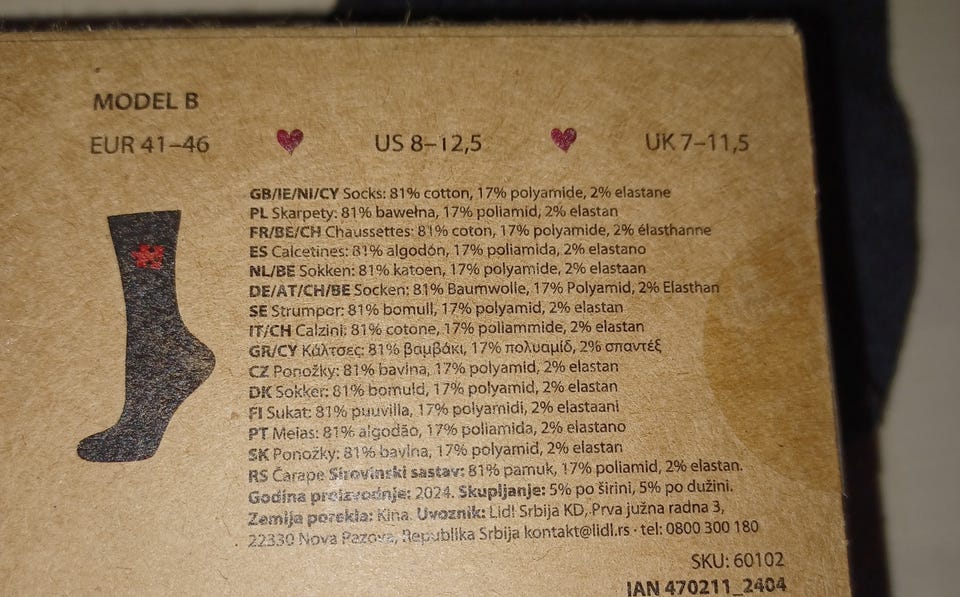 MODEL B
EUR 41–46 US 8–12,5 UK 7–11,5
GB/IE/NI/CY Socks: 81% cotton, 17% polyamide, 2% elastane
PL Skarpety: 81% bawełna, 17% poliamid, 2% elastan
FR/BE/CH Chaussettes: 81% coton, 17% polyamide, 2% élasthanne
ES Calcetines: 81% algodón, 17% poliamida, 2% elastano
NL/BE Sokken: 81% katoen, 17% polyamide, 2% elastaan
DE/AT/CH/BE Socken: 81% Baumwolle, 17% Polyamid, 2% Elasthan
SE Strumpor: 81% bomull, 17% polyamid, 2% elastan
IT/CH Calzini: 81% cotone, 17% poliammide, 2% elastan
GR/CY Κάλτσες: 81% βαμβάκι, 17% πολυαμίδ, 2% σπαντέξ
CZ Ponožky: 81% bavlna, 17% polyamid, 2% elastan
DK Sokker: 81% bomuld, 17% polyamid, 2% elastan
FI Sukat: 81% puuvilla, 17% polyamidi, 2% elastaani
PT Meias: 81% algodão, 17% poliamida, 2% elastano
SK Ponožky: 81% bavlna, 17% polyamid, 2% elastan
RS Čarape Sirovinski sastav: 81% pamuk, 17% poliamid, 2% elastan.
Godina proizvodnje: 2024. Skupljanje: 5% po širini, 5% po dužini.
Zemlja porekla: Kina. Uvoznik: Lidl Srbija KD, Prva južna radna 3,
22330 Nova Pazova, Republika Srbija kontakt@lidl.rs · tel: 0800 300 180
SKU: 60102
IAN 470211_2404